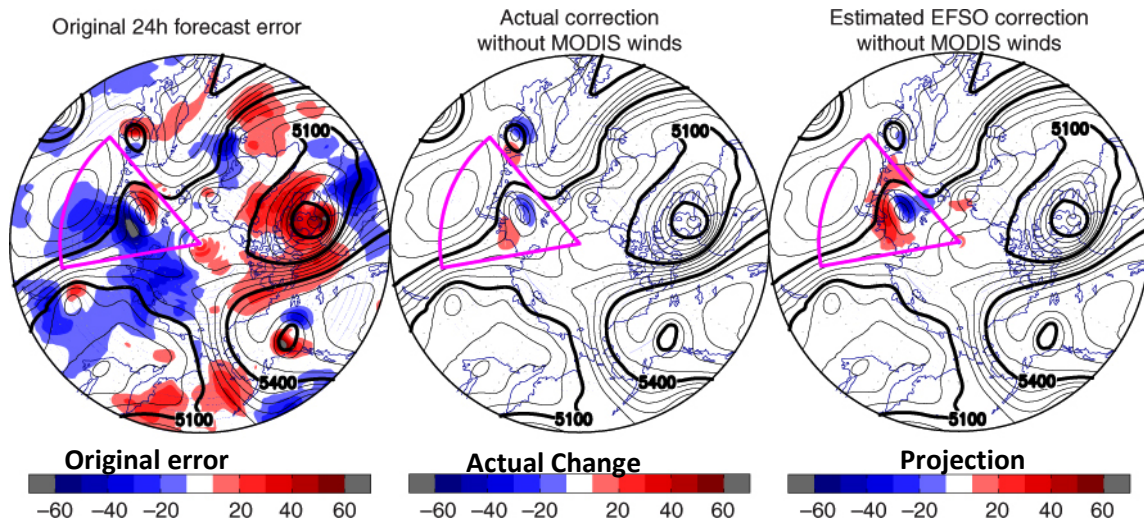 Original 24h forecast error
Actual correction
without MODIS winds
Estimated EFSO correction
without MODIS winds
5100
5400
5100
5100
5400
5100
5100
5400
5100
Original error
Actual Change
Projection
−60 −40 −20 20 40 60
−60 −40 −20 20 40 60
−60 −40 −20 20 40 60